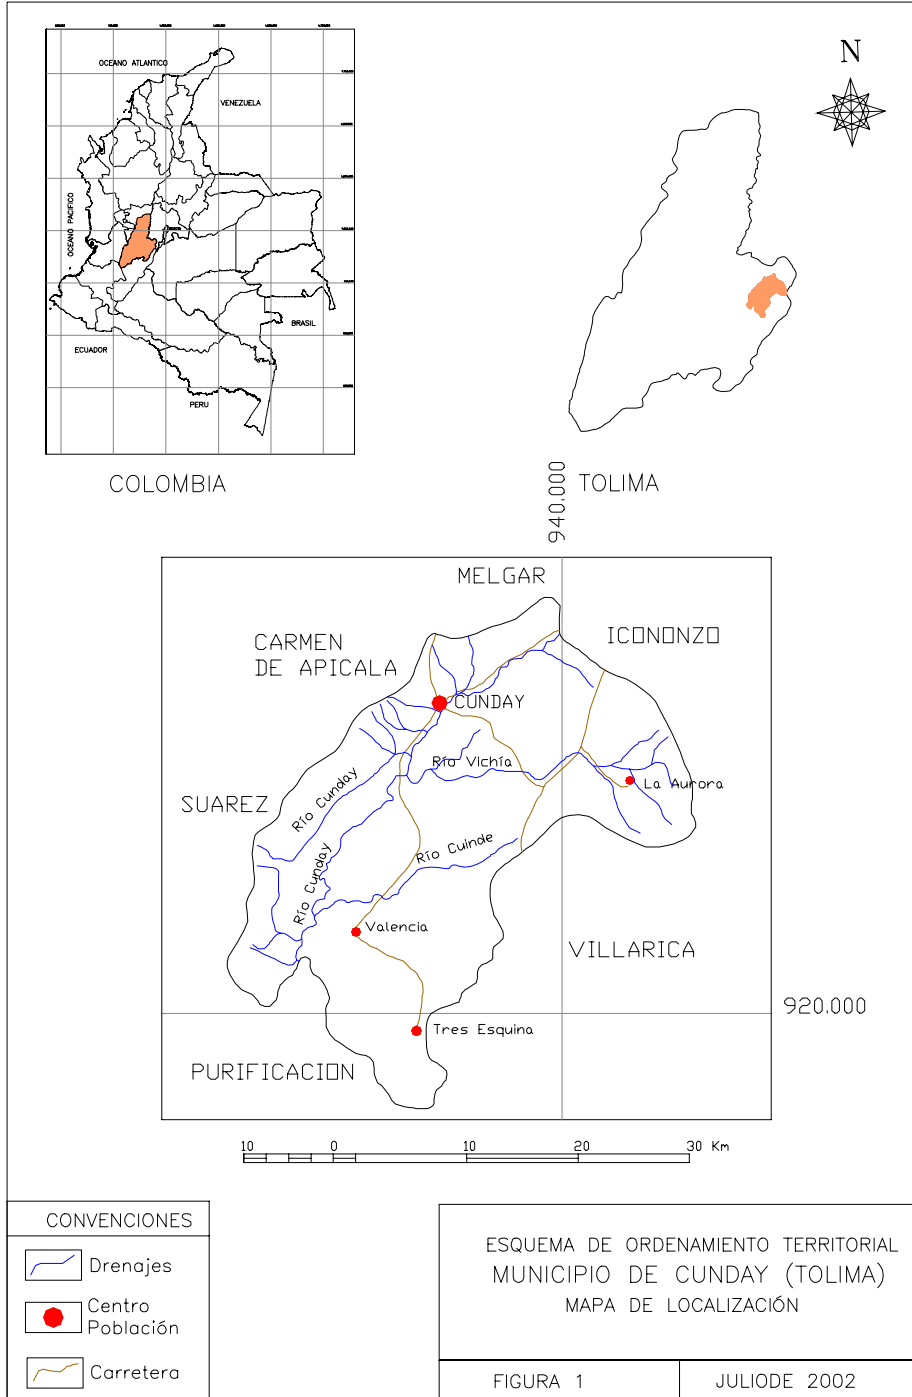 OCEANO ATLANTICO
VENEZUELA
OCEANO PACIFICO
BRASIL
ECUADOR
PERU
N
COLOMBIA
TOLIMA
940.000
MELGAR
ICONONZO
CARMEN
DE APICALA
CUNDAY
Río Vichía
La Aurora
SUAREZ
Río Cunday
Río Cuinde
Río Cunday
Valencia
VILLARICA
920.000
Tres Esquina
PURIFICACION
10 0 10 20 30 Km
CONVENCIONES
Drenajes
Centro
Población
Carretera
ESQUEMA DE ORDENAMIENTO TERRITORIAL
MUNICIPIO DE CUNDAY (TOLIMA)
MAPA DE LOCALIZACIÓN
FIGURA 1
JULIODE 2002